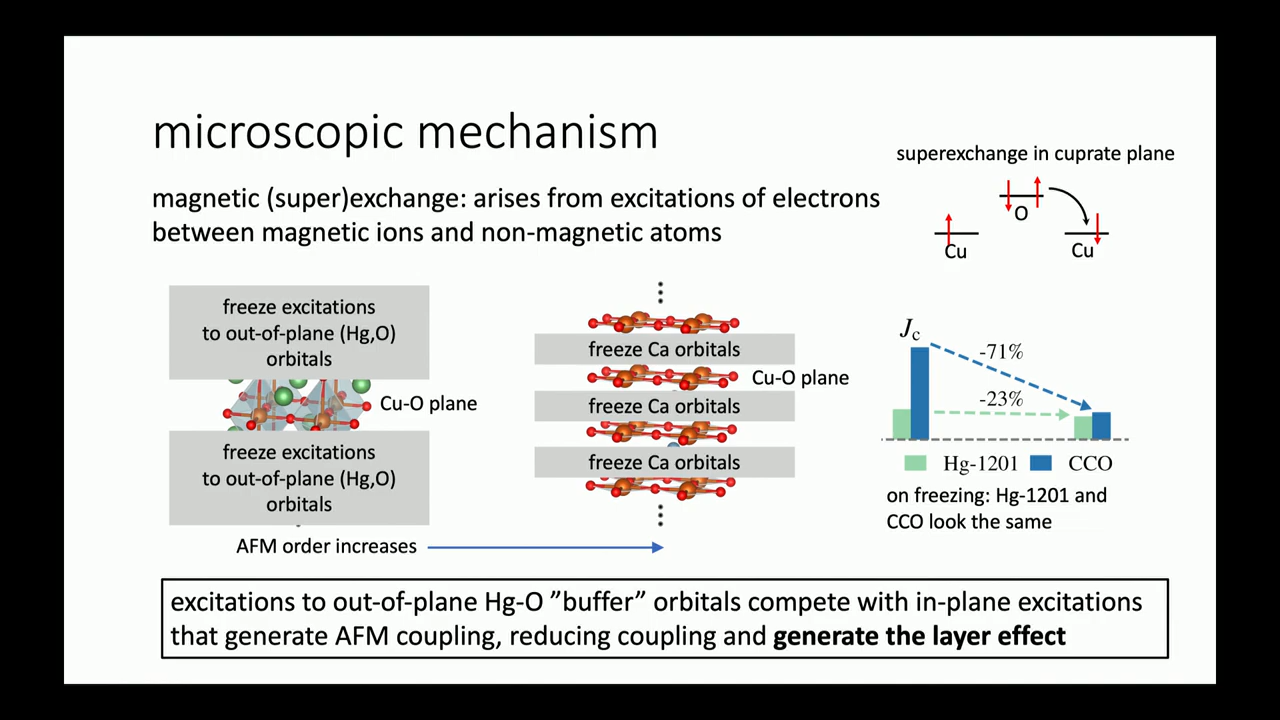 microscopic mechanism
magnetic (super)exchange: arises from excitations of electrons
between magnetic ions and non-magnetic atoms
superexchange in cuprate plane
O
Cu
Cu
freeze excitations
to out-of-plane (Hg,O)
orbitals
Cu-O plane
freeze excitations
to out-of-plane (Hg,O)
orbitals
freeze Ca orbitals
Cu-O plane
freeze Ca orbitals
freeze Ca orbitals
AFM order increases
Jc
-71%
-23%
Hg-1201
CCO
on freezing: Hg-1201 and
CCO look the same
excitations to out-of-plane Hg-O ”buffer” orbitals compete with in-plane excitations
that generate AFM coupling, reducing coupling and generate the layer effect